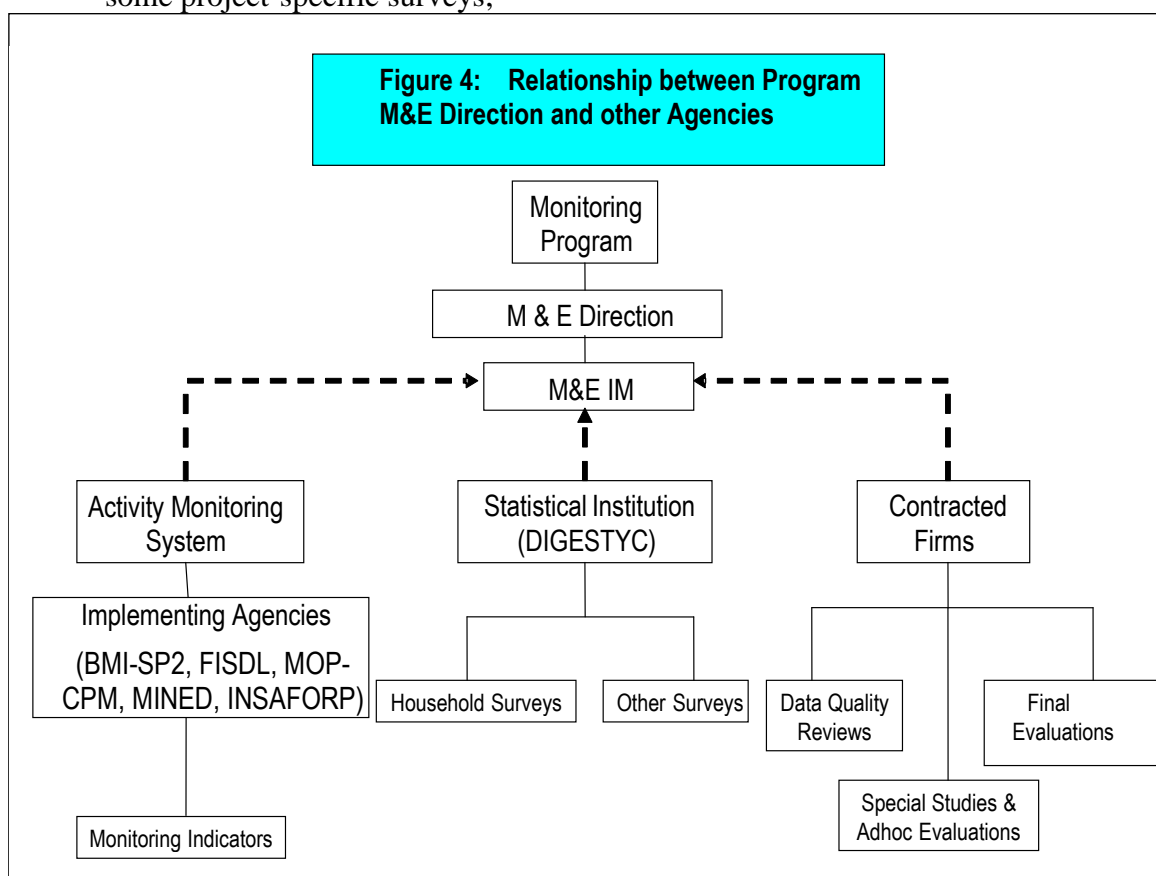 some project-specific surveys;
Figure 4: Relationship between Program
M&E Direction and other Agencies
Monitoring
Program
M & E Direction
M&E IM
Activity Monitoring
System
Statistical Institution
(DIGESTYC)
Contracted
Firms
Implementing Agencies
(BMI-SP2, FISDL, MOP-
CPM, MINED, INSAFORP)
Household Surveys
Other Surveys
Data Quality
Reviews
Final
Evaluations
Special Studies &
Adhoc Evaluations
Monitoring Indicators